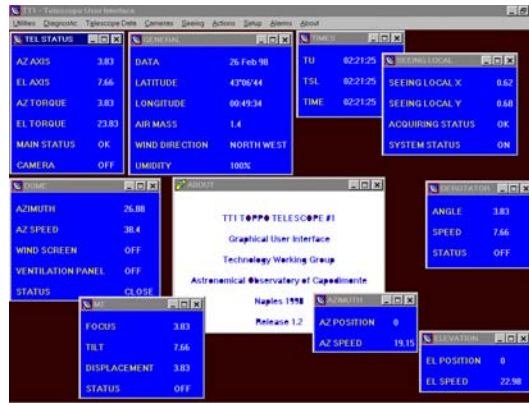 TT1 - Telescope User Interface
Utilities Diagnostic Telescope Data Cameras Seeing Actions Setup Alarms About
TEL STATUS
AZ AXIS 3.83
EL AXIS 7.66
AZ TORQUE 3.83
EL TORQUE 23.83
MAIN STATUS OK
CAMERA OFF
GENERAL
DATA 26 Feb 98
LATITUDE 43°06'44
LONGITUDE 00:49:34
AIR MASS 1.4
WIND DIRECTION NORTH WEST
UMIDITY 100%
TIMES
TU 02:21:25
TSL 02:21:25
TIME 02:21:25
SEEING LOCAL
SEEING LOCAL X 0.62
SEEING LOCAL Y 0.68
ACQUIRING STATUS OK
SYSTEM STATUS ON
DOME
AZIMUTH 26.88
AZ SPEED 38.4
WIND SCREEN OFF
VENTILATION PANEL OFF
STATUS CLOSE
ABOUT
TT1 TOPPO TELESCOPE #1
Graphical User Interface
Technology Working Group
Astronomical Observatory of Capodimonte
Naples 1998
Release 1.2
DEROTATOR
ANGLE 3.83
SPEED 7.66
STATUS OFF
FOCUS 3.83
TILT 7.66
DISPLACEMENT 3.83
STATUS OFF
AZIMUTH
AZ POSITION 0
AZ SPEED 19.15
ELEVATION
EL POSITION 0
EL SPEED 22.98